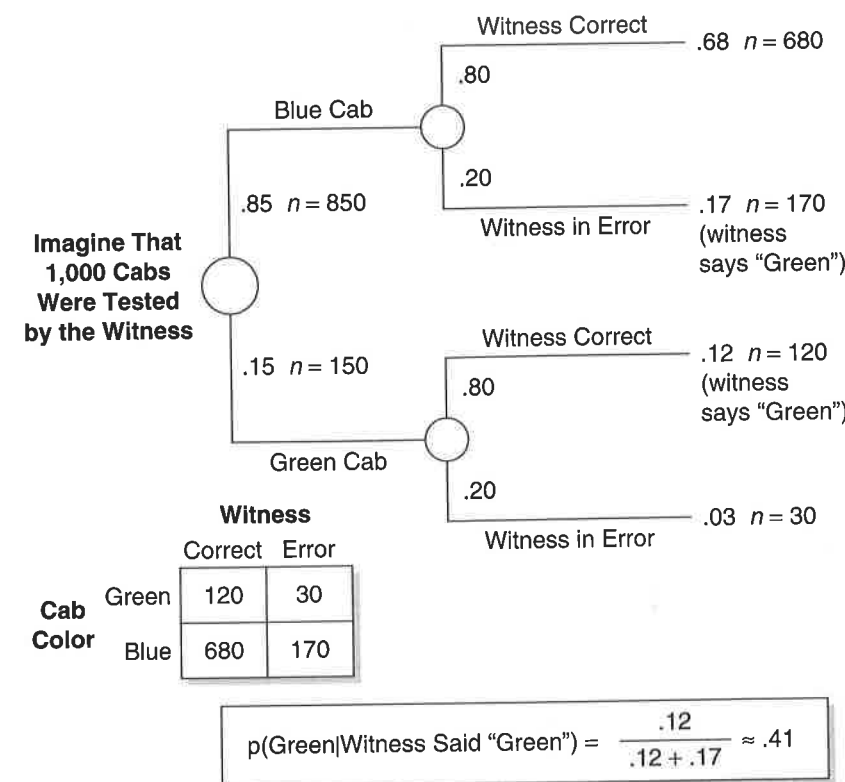 Witness Correct
.68 n = 680
.80
Blue Cab
.20
.85 n = 850
Witness in Error
.17 n = 170
(witness
says “Green”)
Imagine That
1,000 Cabs
Were Tested
by the Witness
Witness Correct
.12 n = 120
(witness
says “Green”)
.15 n = 150
.80
Green Cab
.20
Witness in Error
.03 n = 30
Witness
Correct Error
Cab
Color
Green 120 30
Blue 680 170
p(Green|Witness Said “Green”) = .12 / .12 + .17 ≈ .41